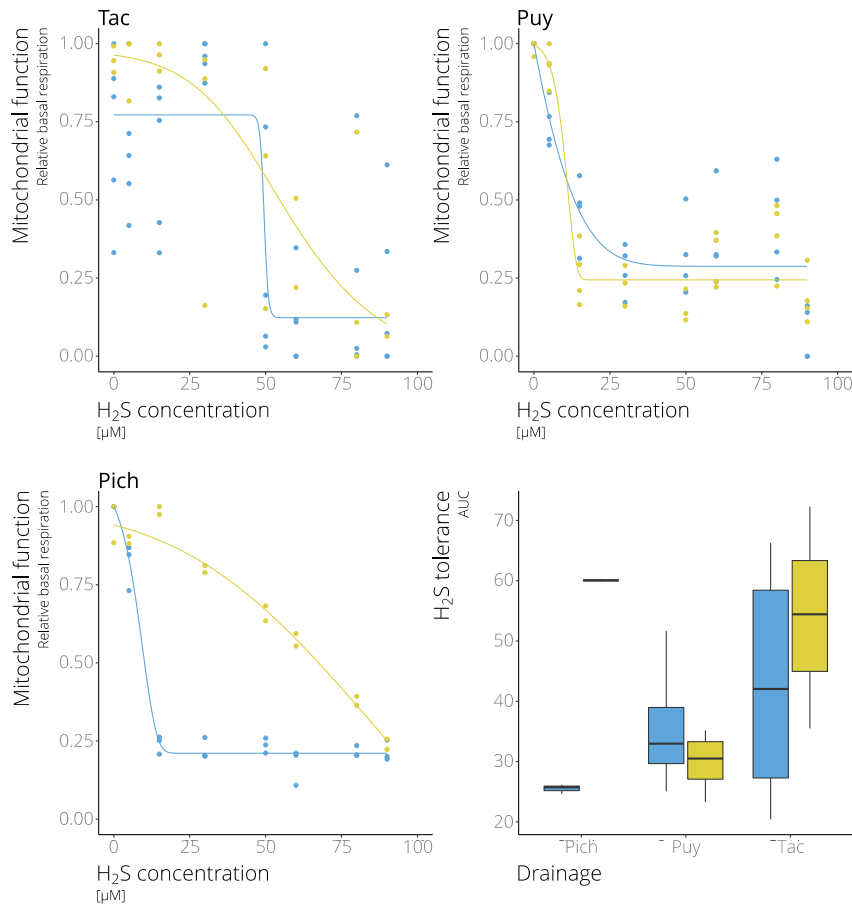 Tac
Mitochondrial function
Relative basal respiration
1.00
0.75
0.50
0.25
0.00
0 25 50 75 100
H₂S concentration
[µM]
Puy
Mitochondrial function
Relative basal respiration
1.00
0.75
0.50
0.25
0.00
0 25 50 75 100
H₂S concentration
[µM]
Pich
Mitochondrial function
Relative basal respiration
1.00
0.75
0.50
0.25
0.00
0 25 50 75 100
H₂S concentration
[µM]
H₂S tolerance
AUC
70
60
50
40
30
20
Pich Puy Tac
Drainage